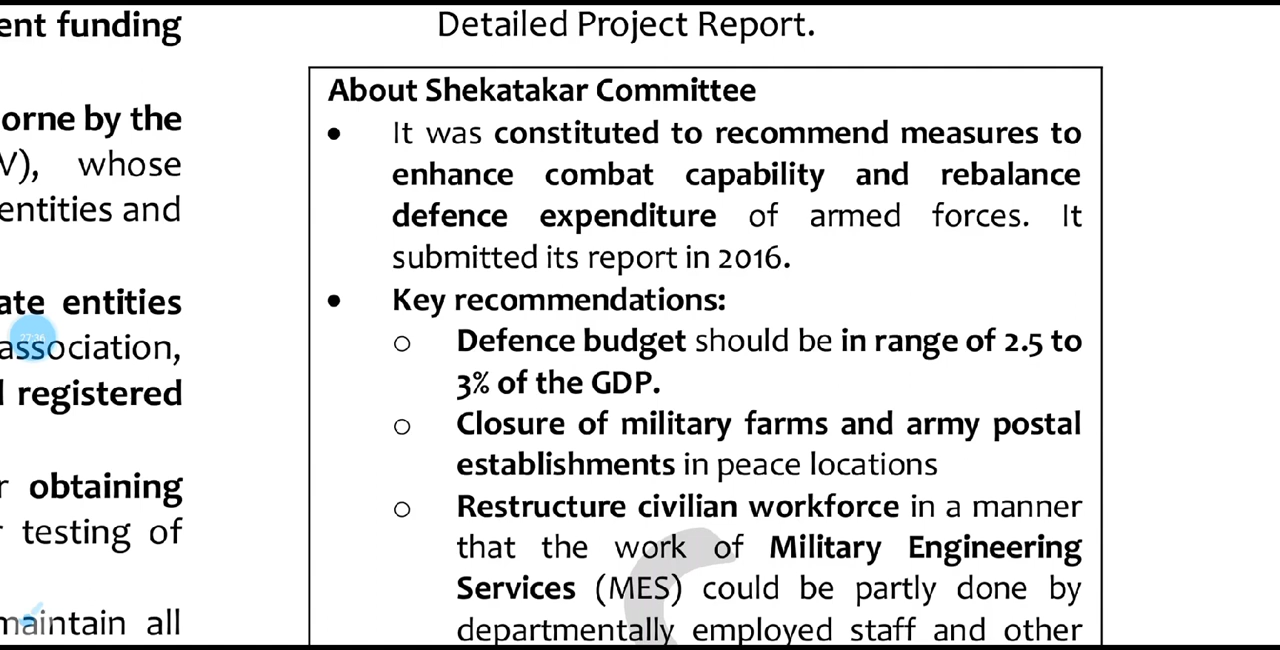 ent funding
orne by the
V), whose
entities and
ate entities
27:34
association,
registered
obtaining
testing of
maintain all
Detailed Project Report.
About Shekatakar Committee
• It was constituted to recommend measures to
enhance combat capability and rebalance
defence expenditure of armed forces. It
submitted its report in 2016.
• Key recommendations:
o Defence budget should be in range of 2.5 to
3% of the GDP.
o Closure of military farms and army postal
establishments in peace locations
o Restructure civilian workforce in a manner
that the work of Military Engineering
Services (MES) could be partly done by
departmentally employed staff and other